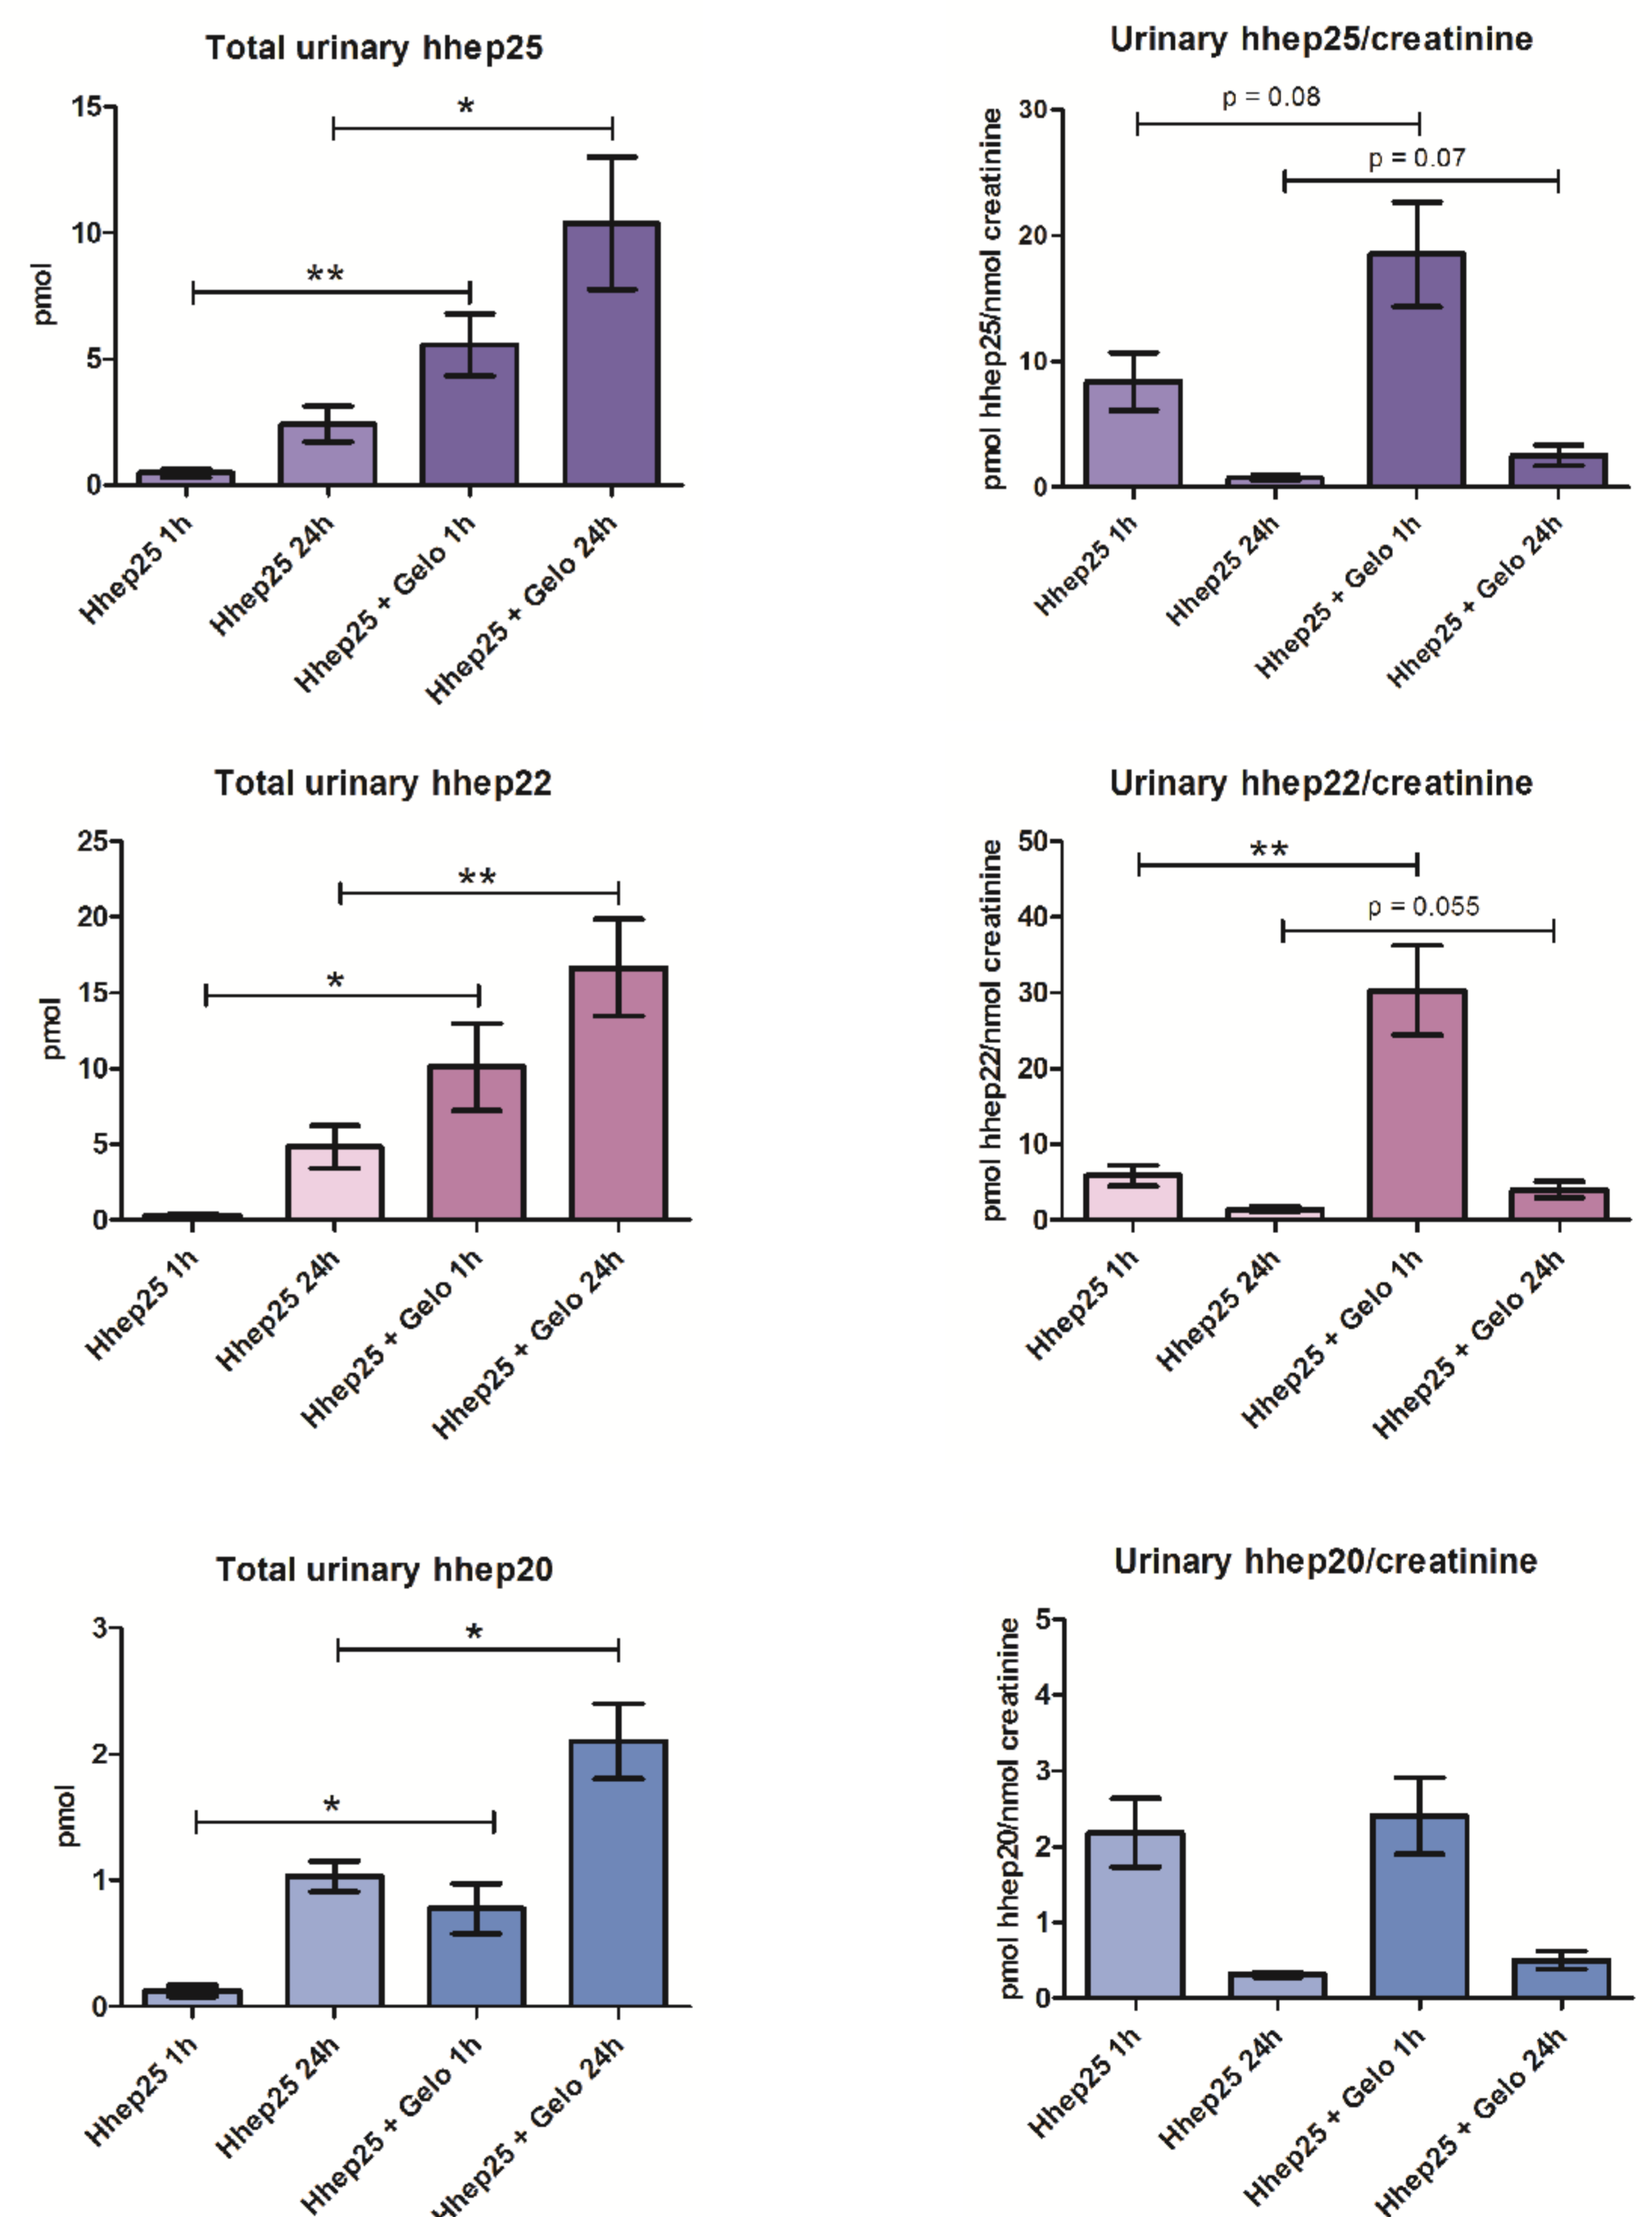 Total urinary hhep25
pmol
15
10
5
0
*
**
Hhep25 1h
Hhep25 24h
Hhep25 + Gelo 1h
Hhep25 + Gelo 24h
Urinary hhep25/creatinine
pmol hhep25/nmol creatinine
30
20
10
0
p = 0.08
p = 0.07
Hhep25 1h
Hhep25 24h
Hhep25 + Gelo 1h
Hhep25 + Gelo 24h
Total urinary hhep22
pmol
25
20
15
10
5
0
**
*
Hhep25 1h
Hhep25 24h
Hhep25 + Gelo 1h
Hhep25 + Gelo 24h
Urinary hhep22/creatinine
pmol hhep22/nmol creatinine
50
40
30
20
10
0
**
p = 0.055
Hhep25 1h
Hhep25 24h
Hhep25 + Gelo 1h
Hhep25 + Gelo 24h
Total urinary hhep20
pmol
3
2
1
0
*
*
Hhep25 1h
Hhep25 24h
Hhep25 + Gelo 1h
Hhep25 + Gelo 24h
Urinary hhep20/creatinine
pmol hhep20/nmol creatinine
5
4
3
2
1
0
Hhep25 1h
Hhep25 24h
Hhep25 + Gelo 1h
Hhep25 + Gelo 24h